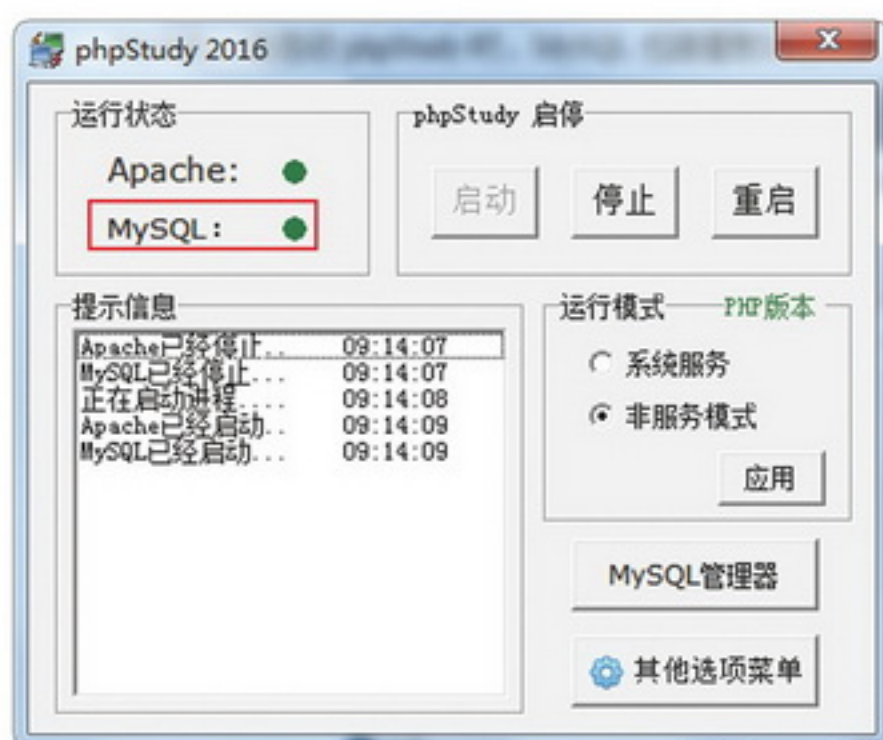 phpStudy 2016
运行状态
Apache:
MySQL:
phpStudy 启停
启动
停止
重启
提示信息
Apache已经停止.. 09:14:07
MySQL已经停止... 09:14:07
正在启动进程.... 09:14:08
Apache已经启动.. 09:14:09
MySQL已经启动... 09:14:09
运行模式 PHP版本
系统服务
非服务模式
应用
MySQL管理器
其他选项菜单